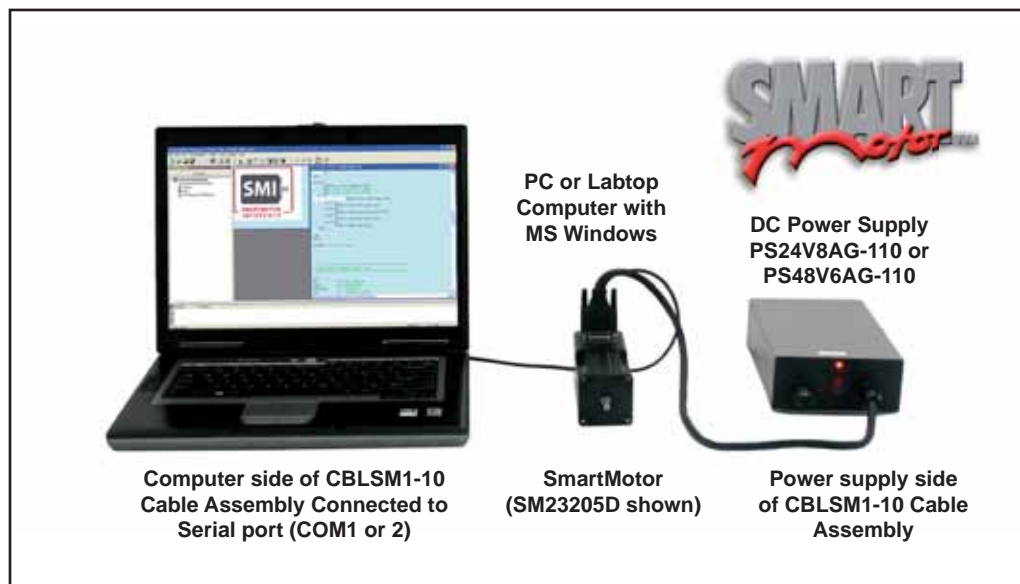 SMART
motor™
PC or Labtop
Computer with
MS Windows
DC Power Supply
PS24V8AG-110 or
PS48V6AG-110
SMI
Computer side of CBLSM1-10
Cable Assembly Connected to
Serial port (COM1 or 2)
SmartMotor
(SM23205D shown)
Power supply side
of CBLSM1-10 Cable
Assembly